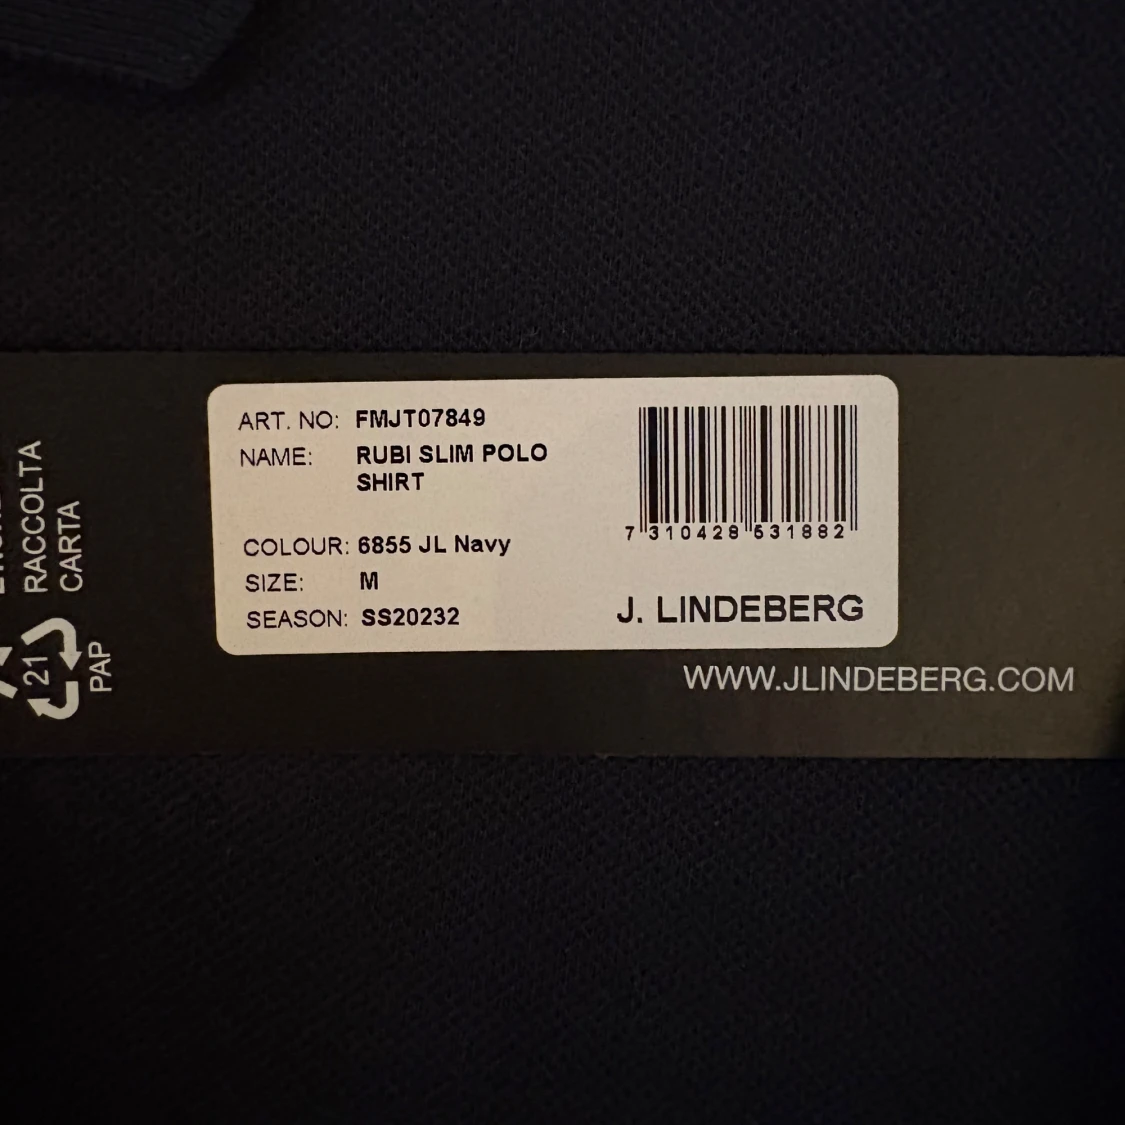 ART. NO: FMJT07849
NAME: RUBI SLIM POLO
SHIRT
COLOUR: 6855 JL Navy
SIZE: M
SEASON: SS20232
7 310428 531882
J. LINDEBERG
WWW.JLINDEBERG.COM
RACCOLTA
CARTA
21
PAP